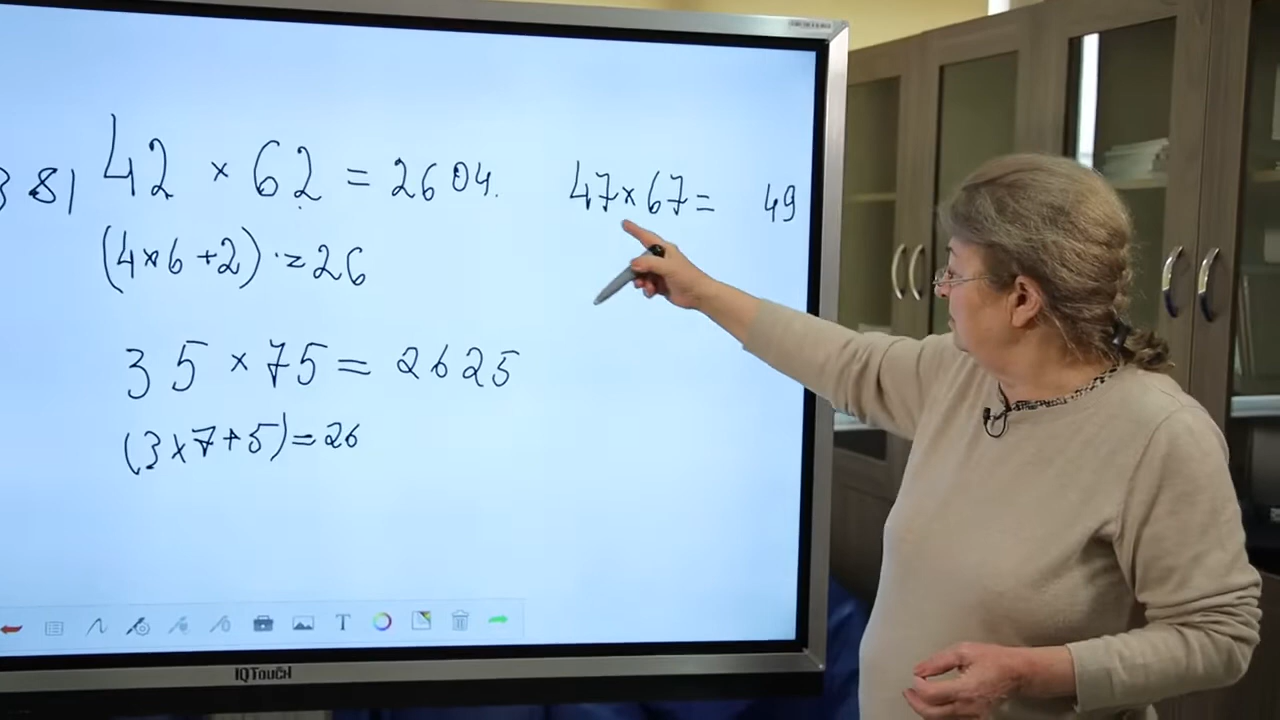 81 42 × 62 = 2604. 47×67= 49
(4×6+2)·=26
35 × 75 = 2625
(3×7+5)=26
T
IQTouch